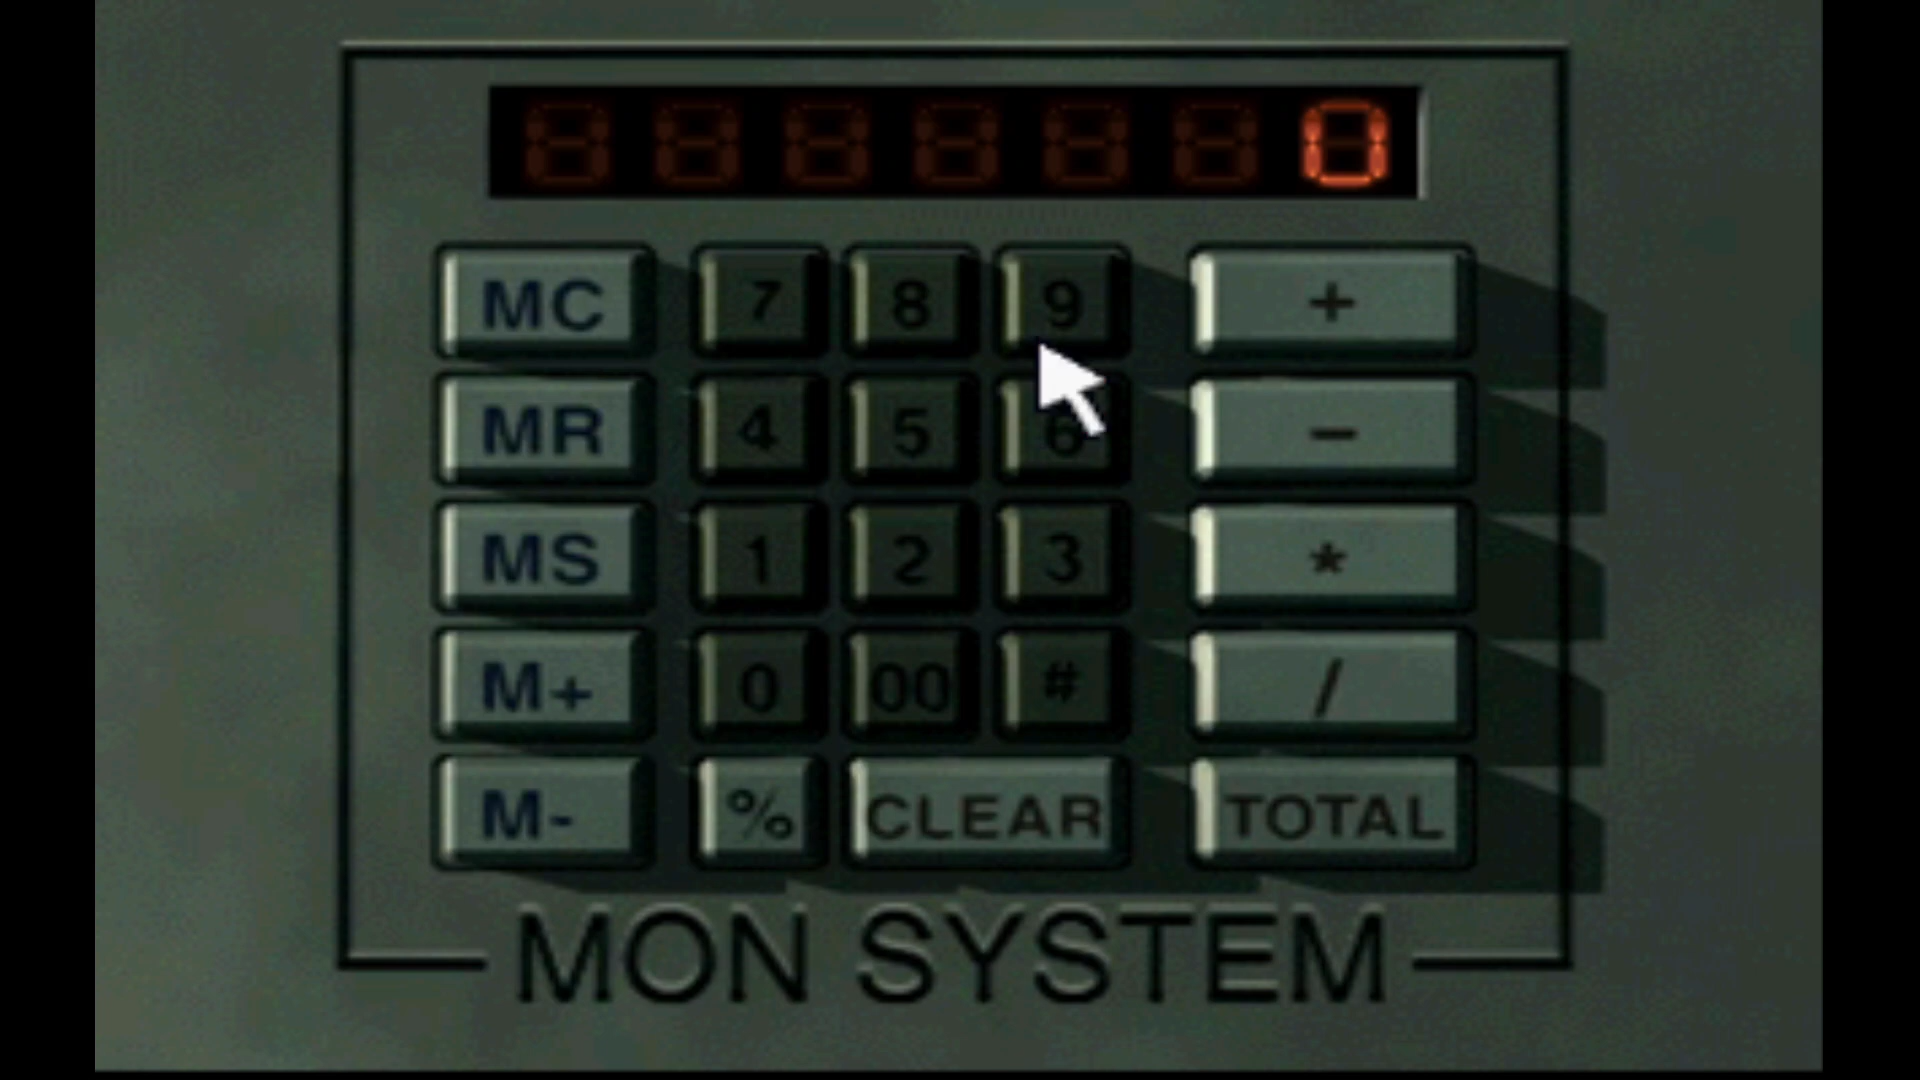 0
MC 7 8 9 +
MR 4 5 6 −
MS 1 2 3 *
M+ 0 00 # /
M- % CLEAR TOTAL
MON SYSTEM